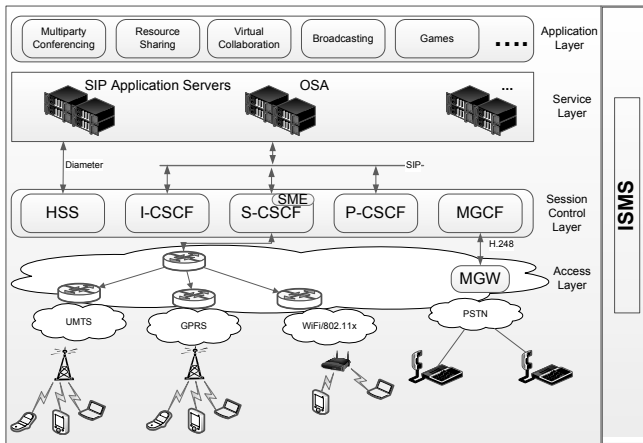 Multiparty
Conferencing
Resource
Sharing
Virtual
Collaboration
Broadcasting
Games
....
Application
Layer
SIP Application Servers
OSA
...
Service
Layer
Diameter
SIP-
HSS
I-CSCF
S-CSCF
SME
P-CSCF
MGCF
Session
Control
Layer
H.248
Access
Layer
MGW
UMTS
GPRS
WiFi/802.11x
PSTN
ISMS